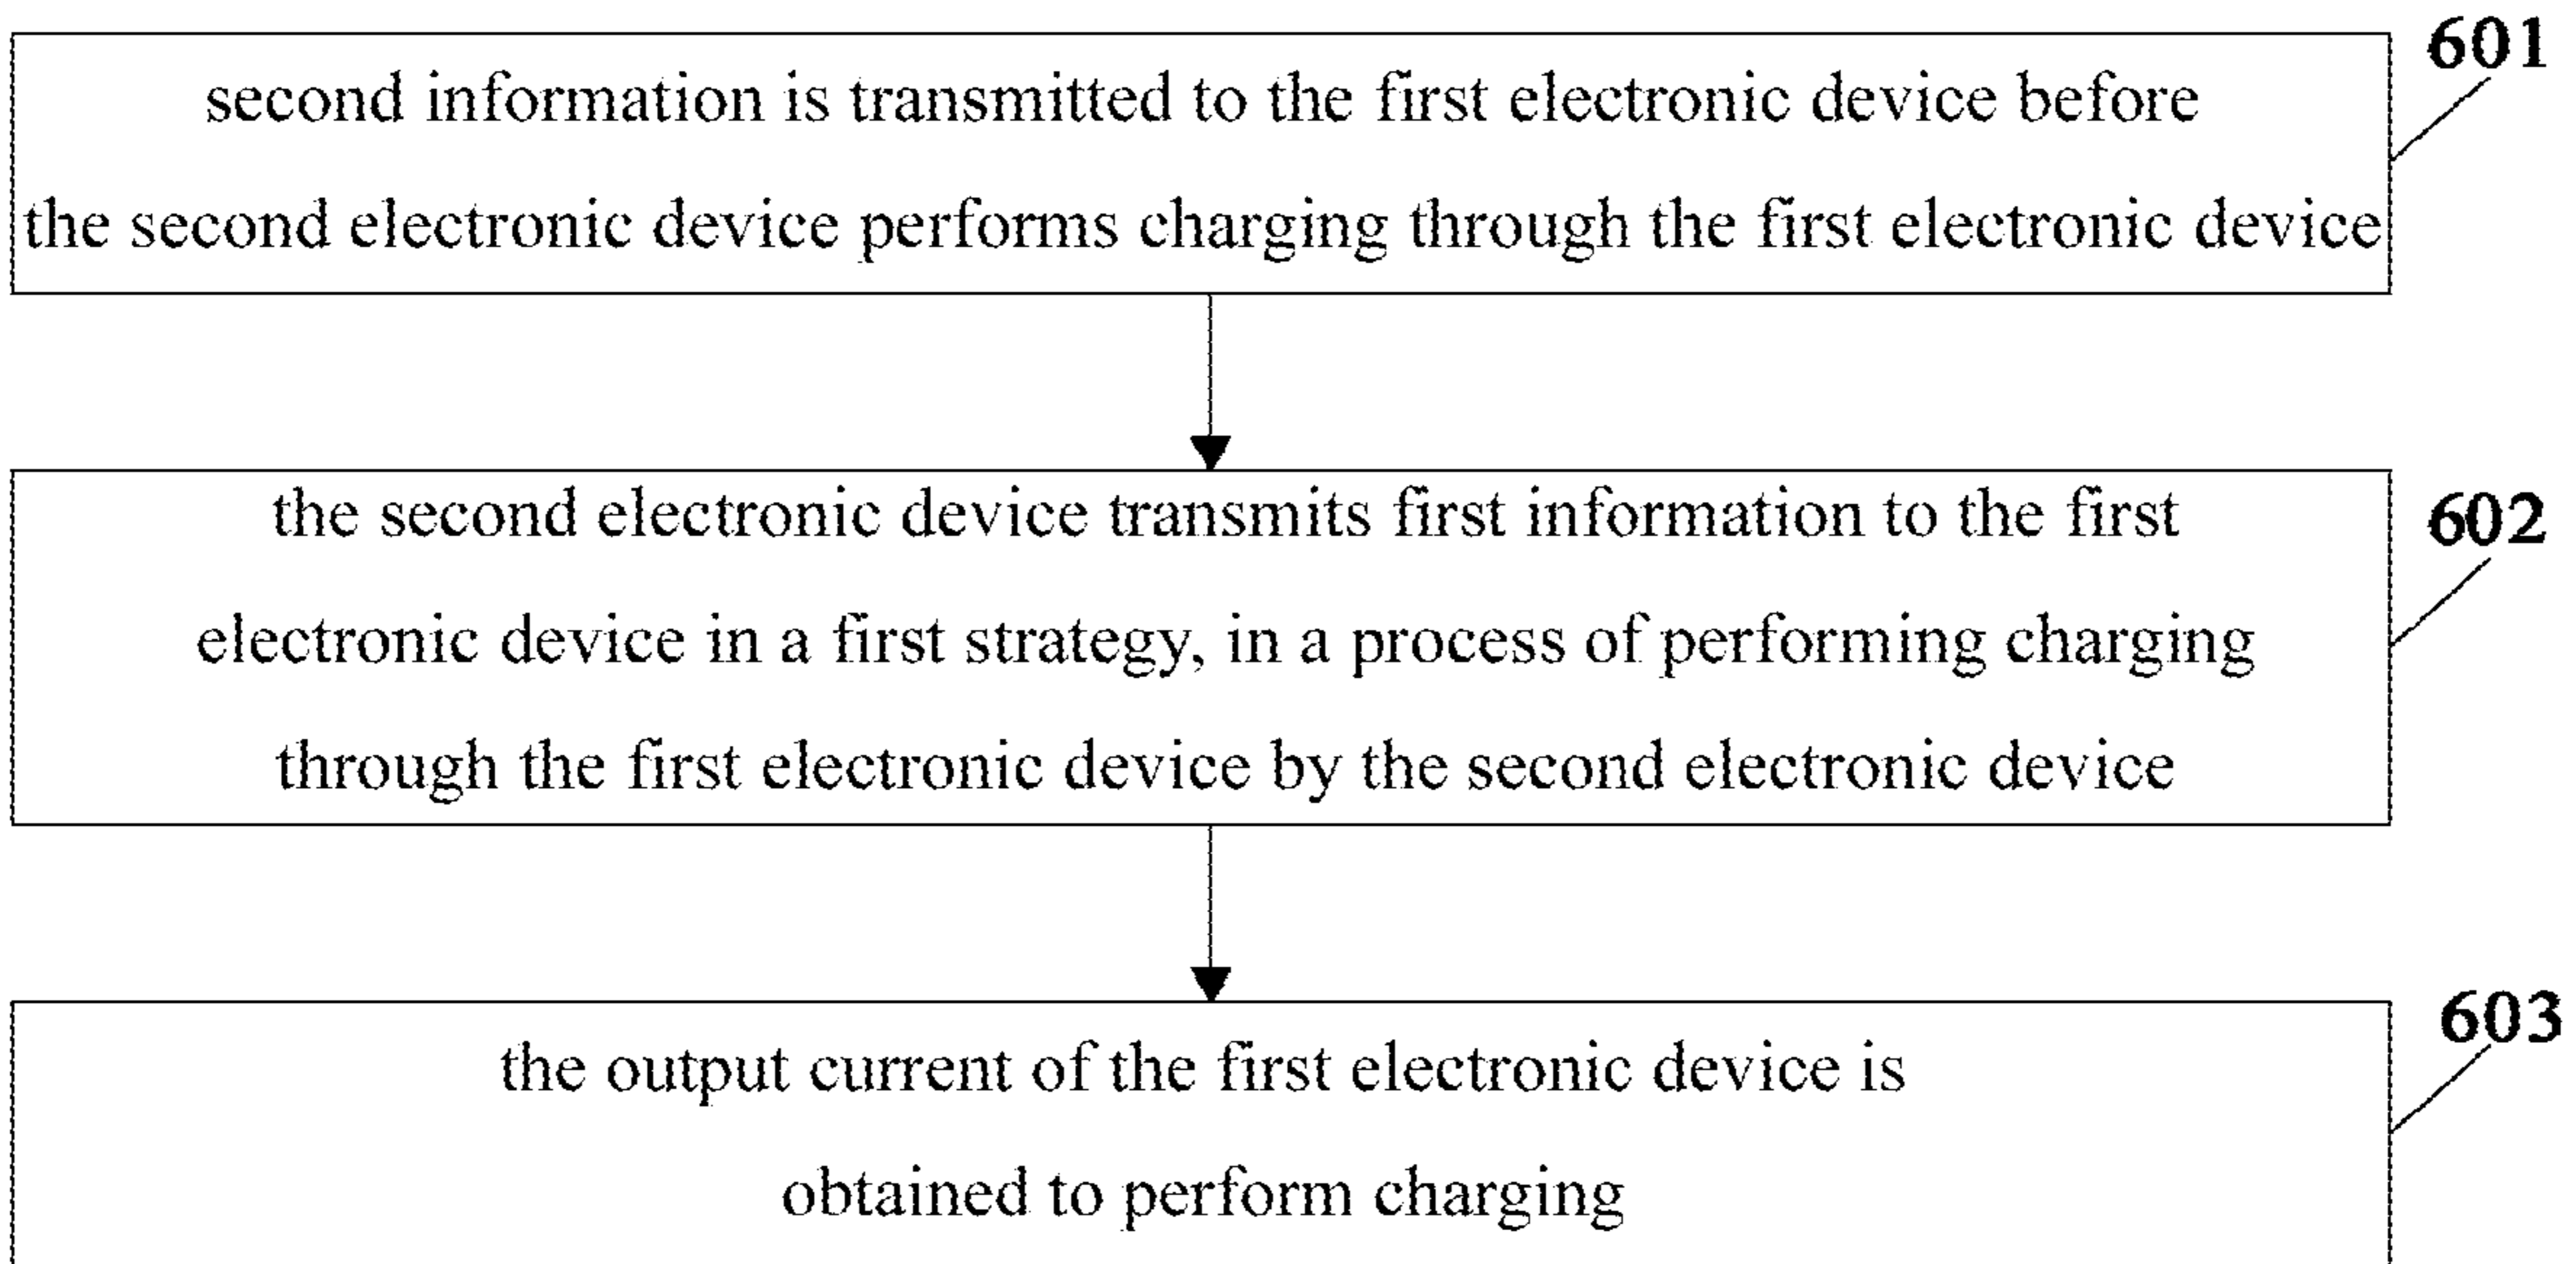 601
second information is transmitted to the first electronic device before
the second electronic device performs charging through the first electronic device
602
the second electronic device transmits first information to the first
electronic device in a first strategy, in a process of performing charging
through the first electronic device by the second electronic device
603
the output current of the first electronic device is
obtained to perform charging